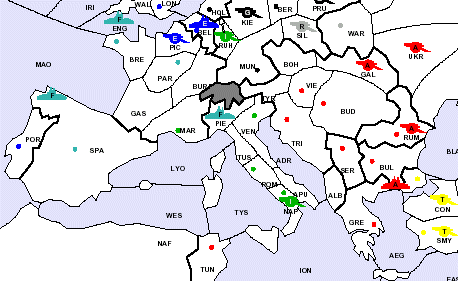 IRI WAL LON HOL KIE BER PRU
ENG BEL RUH SIL WAR
PIC UKR
MAO BRE PAR MUN BOH GAL
BUR VIE
GAS TYR BUD
PIE VEN RUM
POR SPA MAR TRI SER BUL BLA
TUS ADR
LYO ROM APU ALB CON
WES TYS NAP GRE SMY
NAF AEG
TUN ION EAS